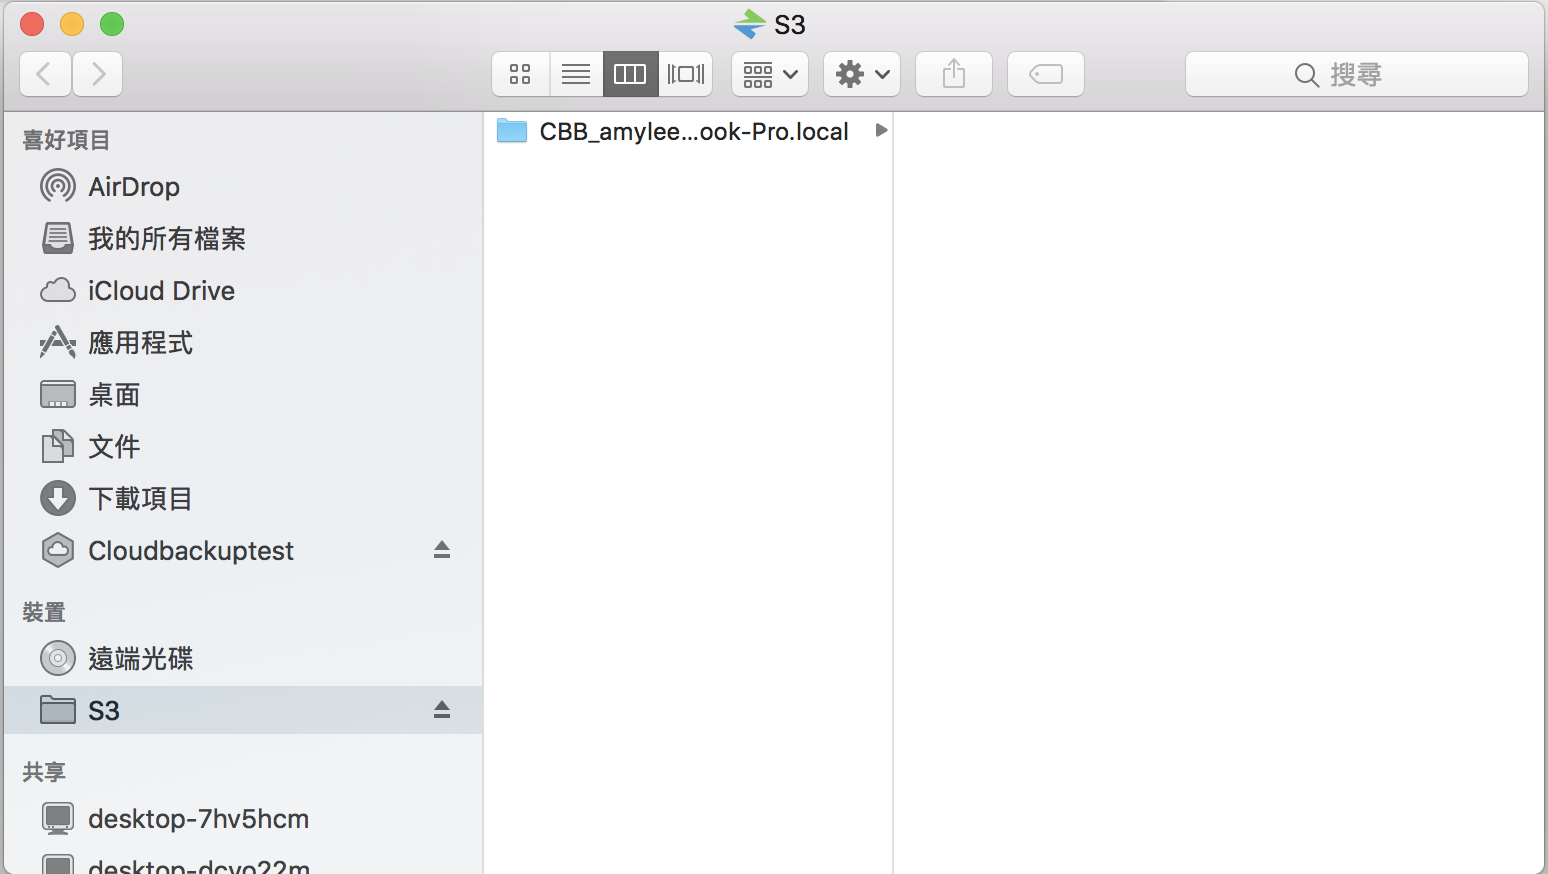 S3
搜尋
喜好項目
AirDrop
我的所有檔案
iCloud Drive
應用程式
桌面
文件
下載項目
Cloudbackuptest
裝置
遠端光碟
S3
共享
desktop-7hv5hcm
desktop-dcvo22m
CBB_amylee...ook-Pro.local